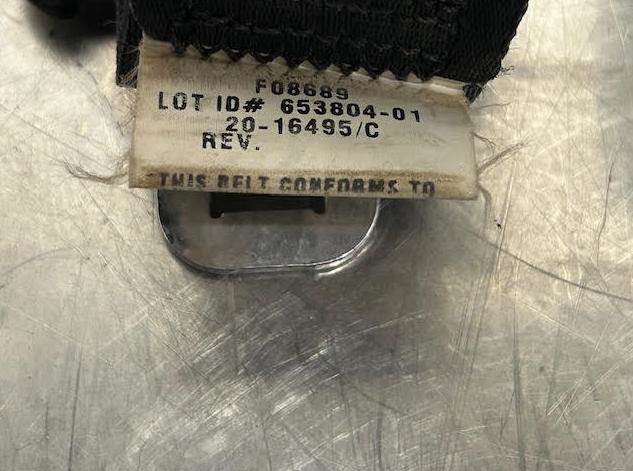 F08689
LOT ID# 653804-01
20-16495/C
REV.
THIS BELT CONFORMS TO